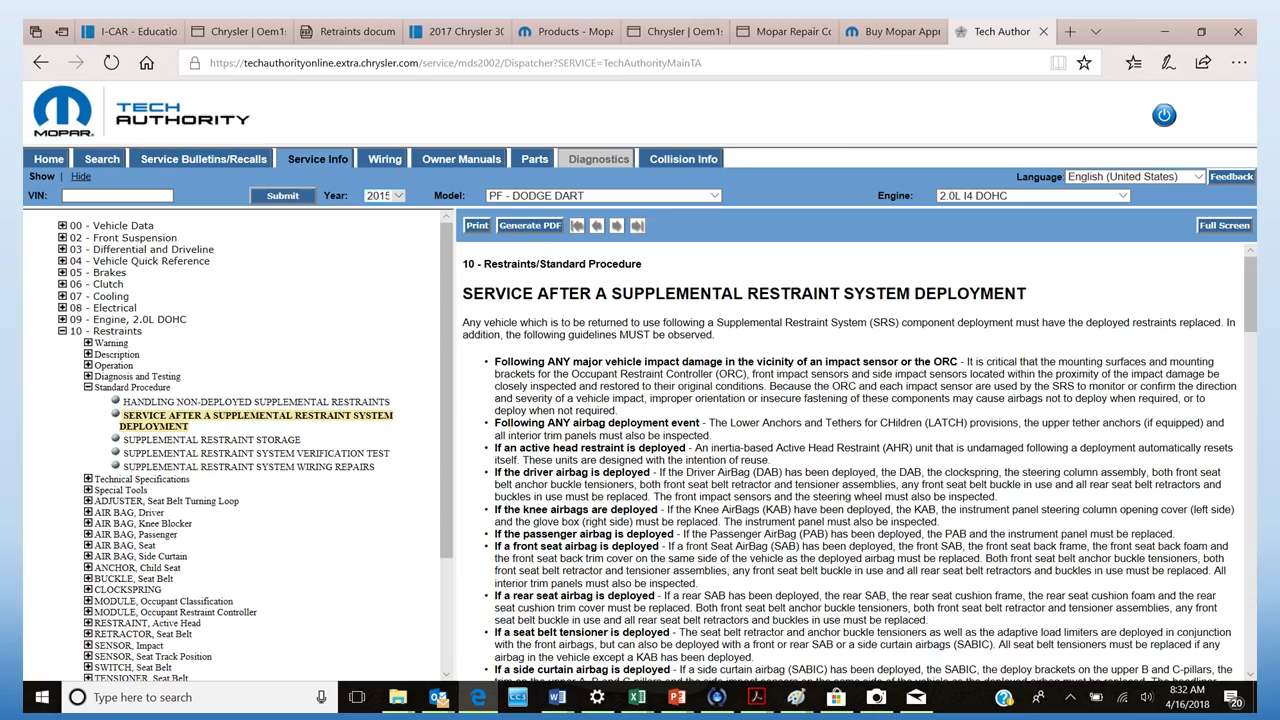 I-CAR - Educatio
Chrysler | Oem1s
Retraints docum
2017 Chrysler 30
Products - Mopa
Chrysler | Oem1s
Mopar Repair Co
Buy Mopar Appr
Tech Author
https://techauthorityonline.extra.chrysler.com/service/mds2002/Dispatcher?SERVICE=TechAuthorityMainTA
MOPAR.
TECH
AUTHORITY
Home Search Service Bulletins/Recalls Service Info Wiring Owner Manuals Parts Diagnostics Collision Info
Show | Hide
Language: English (United States) Feedback
VIN: Submit Year: 2015 Model: PF - DODGE DART Engine: 2.0L I4 DOHC
00 - Vehicle Data
02 - Front Suspension
03 - Differential and Driveline
04 - Vehicle Quick Reference
05 - Brakes
06 - Clutch
07 - Cooling
08 - Electrical
09 - Engine, 2.0L DOHC
10 - Restraints
Warning
Description
Operation
Diagnosis and Testing
Standard Procedure
HANDLING NON-DEPLOYED SUPPLEMENTAL RESTRAINTS
SERVICE AFTER A SUPPLEMENTAL RESTRAINT SYSTEM
DEPLOYMENT
SUPPLEMENTAL RESTRAINT STORAGE
SUPPLEMENTAL RESTRAINT SYSTEM VERIFICATION TEST
SUPPLEMENTAL RESTRAINT SYSTEM WIRING REPAIRS
Technical Specifications
Special Tools
ADJUSTER, Seat Belt Turning Loop
AIR BAG, Driver
AIR BAG, Knee Blocker
AIR BAG, Passenger
AIR BAG, Seat
AIR BAG, Side Curtain
ANCHOR, Child Seat
BUCKLE, Seat Belt
CLOCKSPRING
MODULE, Occupant Classification
MODULE, Occupant Restraint Controller
RESTRAINT, Active Head
RETRACTOR, Seat Belt
SENSOR, Impact
SENSOR, Seat Track Position
SWITCH, Seat Belt
TENSIONER, Seat Belt
Print Generate PDF Full Screen
10 - Restraints/Standard Procedure
SERVICE AFTER A SUPPLEMENTAL RESTRAINT SYSTEM DEPLOYMENT
Any vehicle which is to be returned to use following a Supplemental Restraint System (SRS) component deployment must have the deployed restraints replaced. In
addition, the following guidelines MUST be observed.
• Following ANY major vehicle impact damage in the vicinity of an impact sensor or the ORC - It is critical that the mounting surfaces and mounting
brackets for the Occupant Restraint Controller (ORC), front impact sensors and side impact sensors located within the proximity of the impact damage be
closely inspected and restored to their original conditions. Because the ORC and each impact sensor are used by the SRS to monitor or confirm the direction
and severity of a vehicle impact, improper orientation or insecure fastening of these components may cause airbags not to deploy when required, or to
deploy when not required.
• Following ANY airbag deployment event - The Lower Anchors and Tethers for CHildren (LATCH) provisions, the upper tether anchors (if equipped) and
all interior trim panels must also be inspected.
• If an active head restraint is deployed - An inertia-based Active Head Restraint (AHR) unit that is undamaged following a deployment automatically resets
itself. These units are designed with the intention of reuse.
• If the driver airbag is deployed - If the Driver AirBag (DAB) has been deployed, the DAB, the clockspring, the steering column assembly, both front seat
belt anchor buckle tensioners, both front seat belt retractor and tensioner assemblies, any front seat belt buckle in use and all rear seat belt retractors and
buckles in use must be replaced. The front impact sensors and the steering wheel must also be inspected.
• If the knee airbags are deployed - If the Knee AirBags (KAB) have been deployed, the KAB, the instrument panel steering column opening cover (left side)
and the glove box (right side) must be replaced. The instrument panel must also be inspected.
• If the passenger airbag is deployed - If the Passenger AirBag (PAB) has been deployed, the PAB and the instrument panel must be replaced.
• If a front seat airbag is deployed - If a front Seat AirBag (SAB) has been deployed, the front SAB, the front seat back frame, the front seat back foam and
the front seat back trim cover on the same side of the vehicle as the deployed airbag must be replaced. Both front seat belt anchor buckle tensioners, both
front seat belt retractor and tensioner assemblies, any front seat belt buckle in use and all rear seat belt retractors and buckles in use must be replaced. All
interior trim panels must also be inspected.
• If a rear seat airbag is deployed - If a rear SAB has been deployed, the rear SAB, the rear seat cushion frame, the rear seat cushion foam and the rear
seat cushion trim cover must be replaced. Both front seat belt anchor buckle tensioners, both front seat belt retractor and tensioner assemblies, any front
seat belt buckle in use and all rear seat belt retractors and buckles in use must be replaced.
• If a seat belt tensioner is deployed - The seat belt retractor and anchor buckle tensioners as well as the adaptive load limiters are deployed in conjunction
with the front airbags, but can also be deployed with a front or rear SAB or a side curtain airbags (SABIC). All seat belt tensioners must be replaced if any
airbag in the vehicle except a KAB has been deployed.
• If a side curtain airbag is deployed - If a side curtain airbag (SABIC) has been deployed, the SABIC, the deploy brackets on the upper B and C-pillars, the
Type here to search
CCS
8:32 AM
4/16/2018
20